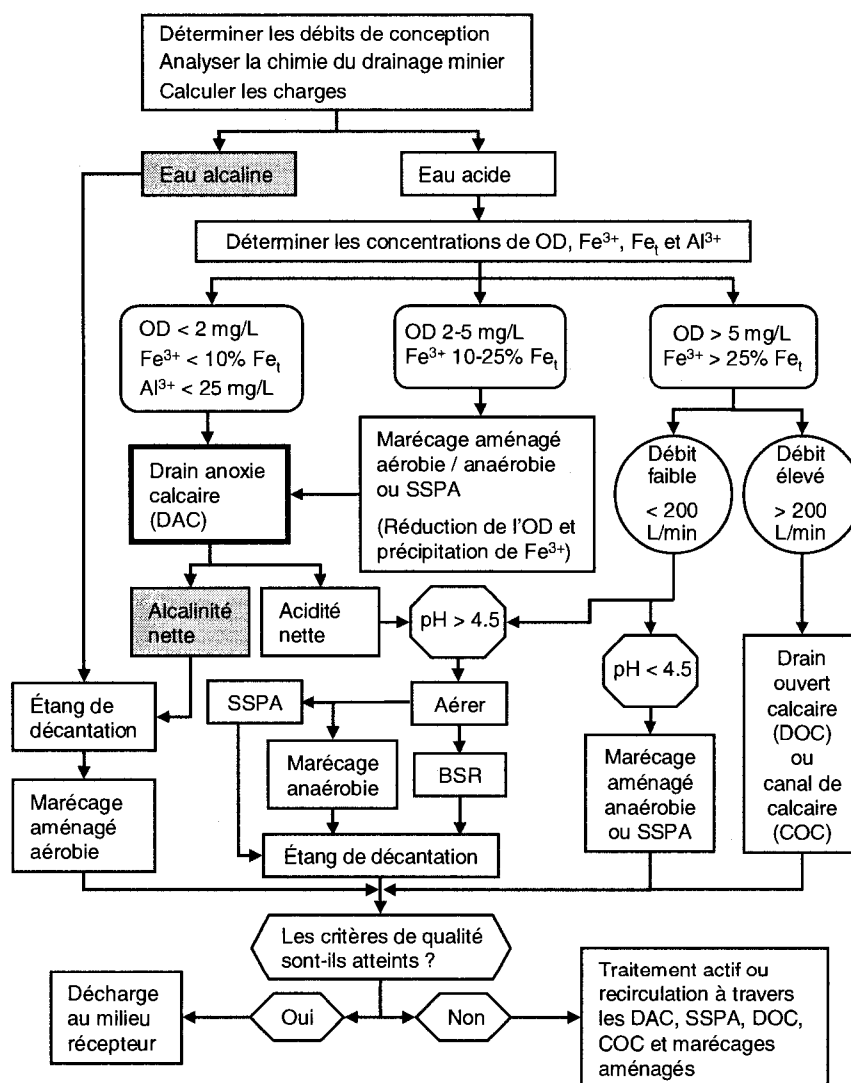 Déterminer les débits de conception
Analyser la chimie du drainage minier
Calculer les charges
Eau alcaline
Eau acide
Déterminer les concentrations de OD, Fe³⁺, Feₜ et Al³⁺
OD < 2 mg/L
Fe³⁺ < 10% Feₜ
Al³⁺ < 25 mg/L
OD 2-5 mg/L
Fe³⁺ 10-25% Feₜ
OD > 5 mg/L
Fe³⁺ > 25% Feₜ
Drain anoxie
calcaire
(DAC)
Marécage aménagé
aérobie / anaérobie
ou SSPA
(Réduction de l'OD et
précipitation de Fe³⁺)
Débit
faible
< 200
L/min
Débit
élevé
> 200
L/min
Alcalinité
nette
Acidité
nette
pH > 4.5
pH < 4.5
Drain
ouvert
calcaire
(DOC)
ou
canal de
calcaire
(COC)
Étang de
décantation
SSPA
Aérer
Marécage
anaérobie
BSR
Marécage
aménagé
anaérobie
ou SSPA
Marécage
aménagé
aérobie
Étang de décantation
Les critères de qualité
sont-ils atteints ?
Décharge
au milieu
récepteur
Oui
Non
Traitement actif ou
recirculation à travers
les DAC, SSPA, DOC,
COC et marécages
aménagés